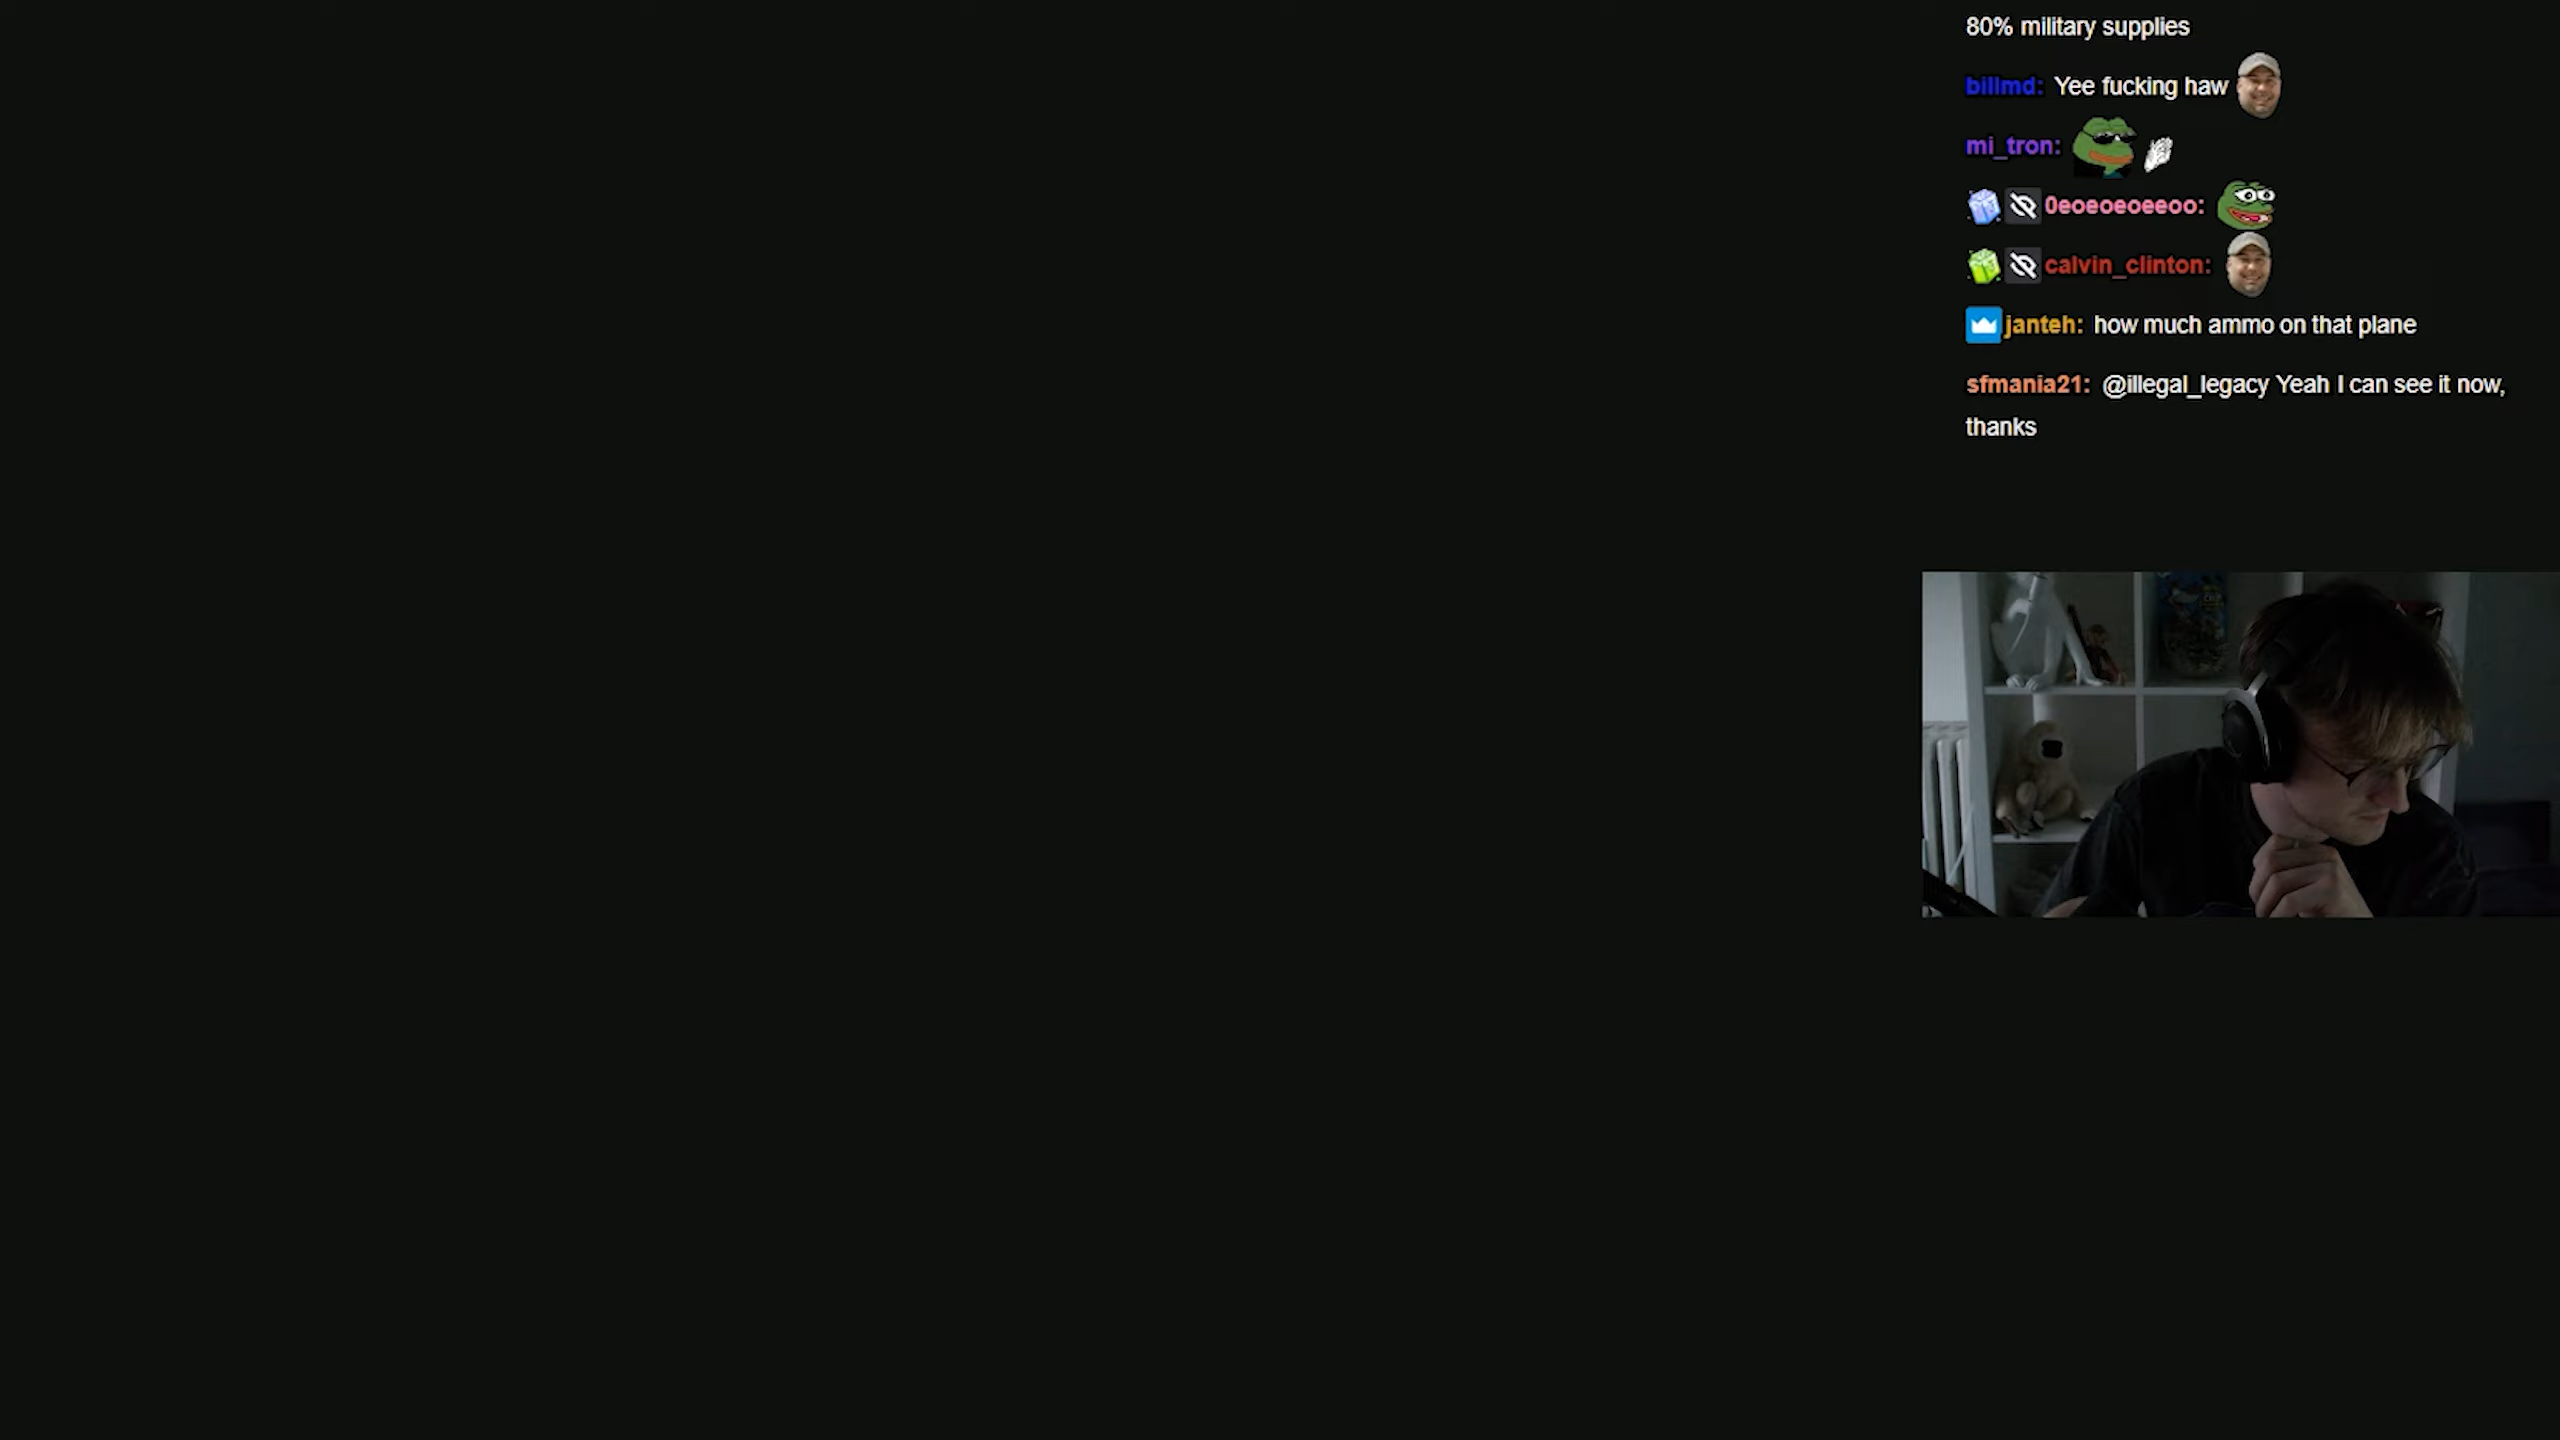 80% military supplies
billmd: Yee fucking haw
mi_tron:
0eoeoeoeeoo:
calvin_clinton:
janteh: how much ammo on that plane
sfmania21: @illegal_legacy Yeah I can see it now,
thanks